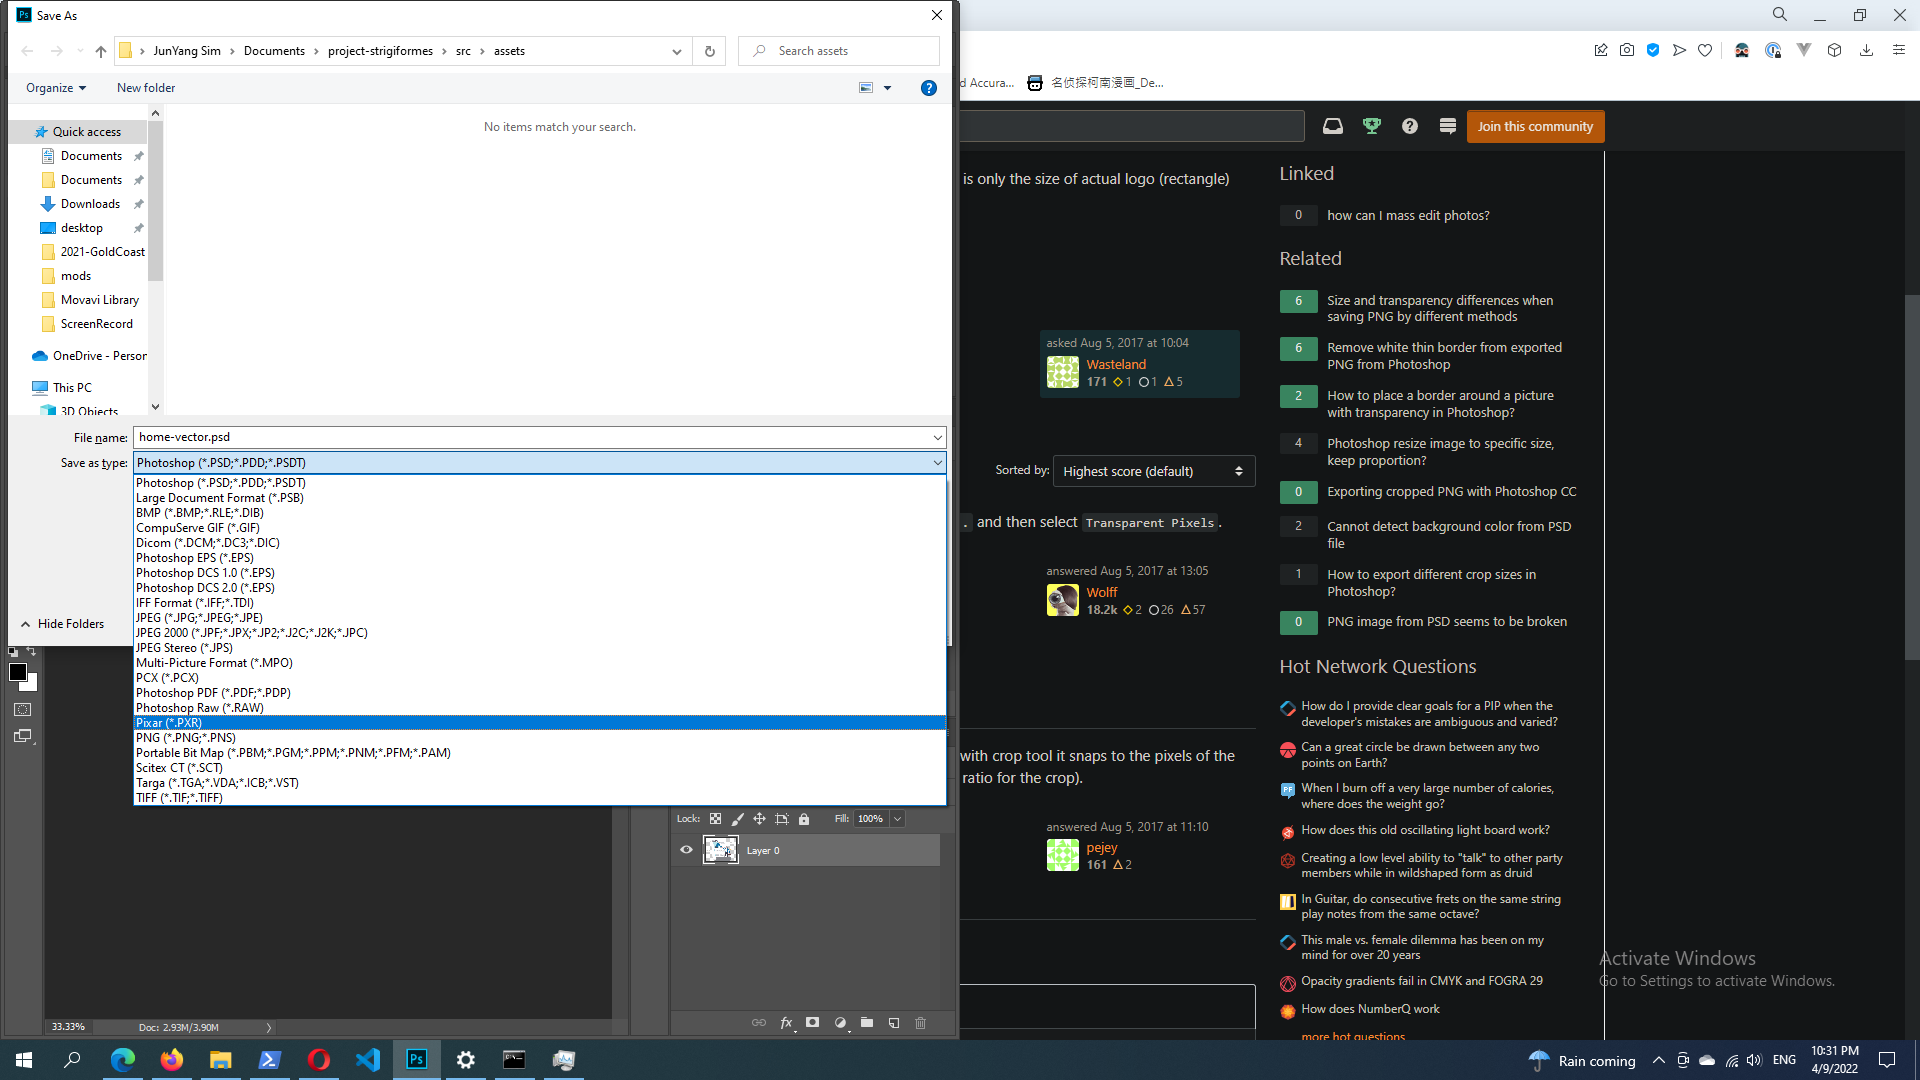 Save As
JunYang Sim
Documents
project-strigiformes
src
assets
Search assets
Organize
New folder
Quick access
Documents
Documents
Downloads
desktop
2021-GoldCoast
mods
Movavi Library
ScreenRecord
OneDrive - Person
This PC
3D Objects
No items match your search.
File name: home-vector.psd
Save as type: Photoshop (*.PSD;*.PDD;*.PSDT)
Photoshop (*.PSD;*.PDD;*.PSDT)
Large Document Format (*.PSB)
BMP (*.BMP;*.RLE;*.DIB)
CompuServe GIF (*.GIF)
Dicom (*.DCM;*.DC3;*.DIC)
Photoshop EPS (*.EPS)
Photoshop DCS 1.0 (*.EPS)
Photoshop DCS 2.0 (*.EPS)
IFF Format (*.IFF;*.TDI)
JPEG (*.JPG;*.JPEG;*.JPE)
JPEG 2000 (*.JPF;*.JPX;*.JP2;*.J2C;*.J2K;*.JPC)
JPEG Stereo (*.JPS)
Multi-Picture Format (*.MPO)
PCX (*.PCX)
Photoshop PDF (*.PDF;*.PDP)
Photoshop Raw (*.RAW)
Pixar (*.PXR)
PNG (*.PNG;*.PNS)
Portable Bit Map (*.PBM;*.PGM;*.PPM;*.PNM;*.PFM;*.PAM)
Scitex CT (*.SCT)
Targa (*.TGA;*.VDA;*.ICB;*.VST)
TIFF (*.TIF;*.TIFF)
Hide Folders
Lock:
Fill: 100%
Layer 0
33.33%
Doc: 2.93M/3.90M
fx
d Accura...
名侦探柯南漫画_De...
Join this community
is only the size of actual logo (rectangle)
asked Aug 5, 2017 at 10:04
Wasteland
171 1 1 5
Sorted by: Highest score (default)
. and then select Transparent Pixels.
answered Aug 5, 2017 at 13:05
Wolff
18.2k 2 26 57
with crop tool it snaps to the pixels of the
ratio for the crop).
answered Aug 5, 2017 at 11:10
pejey
161 2
Linked
0 how can I mass edit photos?
Related
6 Size and transparency differences when
saving PNG by different methods
6 Remove white thin border from exported
PNG from Photoshop
2 How to place a border around a picture
with transparency in Photoshop?
4 Photoshop resize image to specific size,
keep proportion?
0 Exporting cropped PNG with Photoshop CC
2 Cannot detect background color from PSD
file
1 How to export different crop sizes in
Photoshop?
0 PNG image from PSD seems to be broken
Hot Network Questions
How do I provide clear goals for a PIP when the
developer's mistakes are ambiguous and varied?
Can a great circle be drawn between any two
points on Earth?
When I burn off a very large number of calories,
where does the weight go?
How does this old oscillating light board work?
Creating a low level ability to "talk" to other party
members while in wildshaped form as druid
In Guitar, do consecutive frets on the same string
play notes from the same octave?
This male vs. female dilemma has been on my
mind for over 20 years
Opacity gradients fail in CMYK and FOGRA 29
How does NumberQ work
more hot questions
Activate Windows
Go to Settings to activate Windows.
Ps
Rain coming
ENG
10:31 PM
4/9/2022